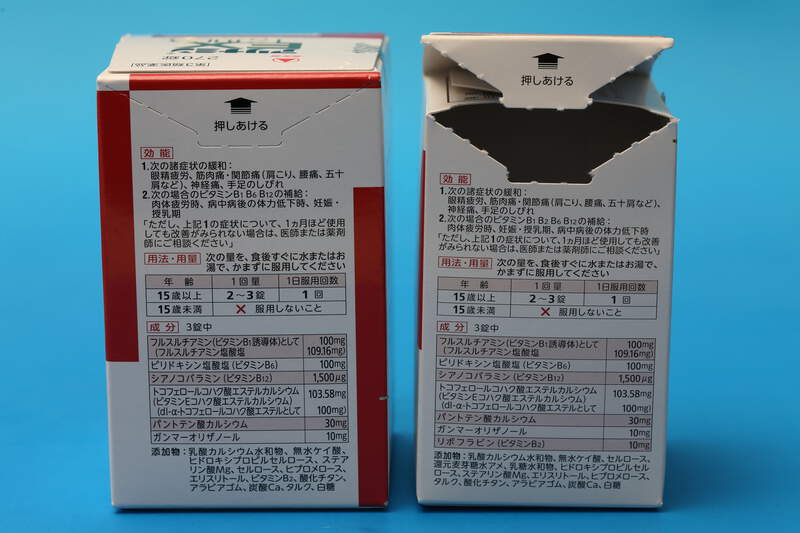 第3類医薬品
270錠
押しあける
効能
1.次の諸症状の緩和：
眼精疲労、筋肉痛・関節痛（肩こり、腰痛、五十
肩など）、神経痛、手足のしびれ
2.次の場合のビタミンB1 B6 B12の補給：
肉体疲労時、病中病後の体力低下時、妊娠・
授乳期
「ただし、上記1の症状について、1ヵ月ほど使用
しても改善がみられない場合は、医師または薬剤
師にご相談ください」
用法・用量 次の量を、食後すぐに水またはお
湯で、かまずに服用してください
年齢 1回量 1日服用回数
15歳以上 2〜3錠 1回
15歳未満 × 服用しないこと
成分 3錠中
フルスルチアミン（ビタミンB1誘導体）として 100mg
（フルスルチアミン塩酸塩 109.16mg）
ピリドキシン塩酸塩（ビタミンB6） 100mg
シアノコバラミン（ビタミンB12） 1,500μg
トコフェロールコハク酸エステルカルシウム 103.58mg
（ビタミンEコハク酸エステルカルシウム）
（dl-α-トコフェロールコハク酸エステルとして 100mg）
パントテン酸カルシウム 30mg
ガンマーオリザノール 10mg
添加物：乳酸カルシウム水和物、無水ケイ酸、
ヒドロキシプロピルセルロース、ステア
リン酸Mg、セルロース、ヒプロメロース、
エリスリトール、ビタミンB2、酸化チタン、
アラビアゴム、炭酸Ca、タルク、白糖
押しあける
効能
1.次の諸症状の緩和：
眼精疲労、筋肉痛・関節痛（肩こり、腰痛、五十肩など）、
神経痛、手足のしびれ
2.次の場合のビタミンB1 B2 B6 B12の補給：
肉体疲労時、妊娠・授乳期、病中病後の体力低下時
「ただし、上記1の症状について、1ヵ月ほど使用しても改善
がみられない場合は、医師または薬剤師にご相談ください」
用法・用量 次の量を、食後すぐに水またはお湯で、
かまずに服用してください
年齢 1回量 1日服用回数
15歳以上 2〜3錠 1回
15歳未満 × 服用しないこと
成分 3錠中
フルスルチアミン（ビタミンB1誘導体）として 100mg
（フルスルチアミン塩酸塩 109.16mg）
ピリドキシン塩酸塩（ビタミンB6） 100mg
シアノコバラミン（ビタミンB12） 1,500μg
トコフェロールコハク酸エステルカルシウム 103.58mg
（ビタミンEコハク酸エステルカルシウム）
（dl-α-トコフェロールコハク酸エステルとして 100mg）
パントテン酸カルシウム 30mg
ガンマーオリザノール 10mg
リボフラビン（ビタミンB2） 10mg
添加物：乳酸カルシウム水和物、無水ケイ酸、セルロース、
還元麦芽糖水アメ、乳糖水和物、ヒドロキシプロピルセル
ロース、ステアリン酸Mg、エリスリトール、ヒプロメロース、
タルク、酸化チタン、アラビアゴム、炭酸Ca、白糖